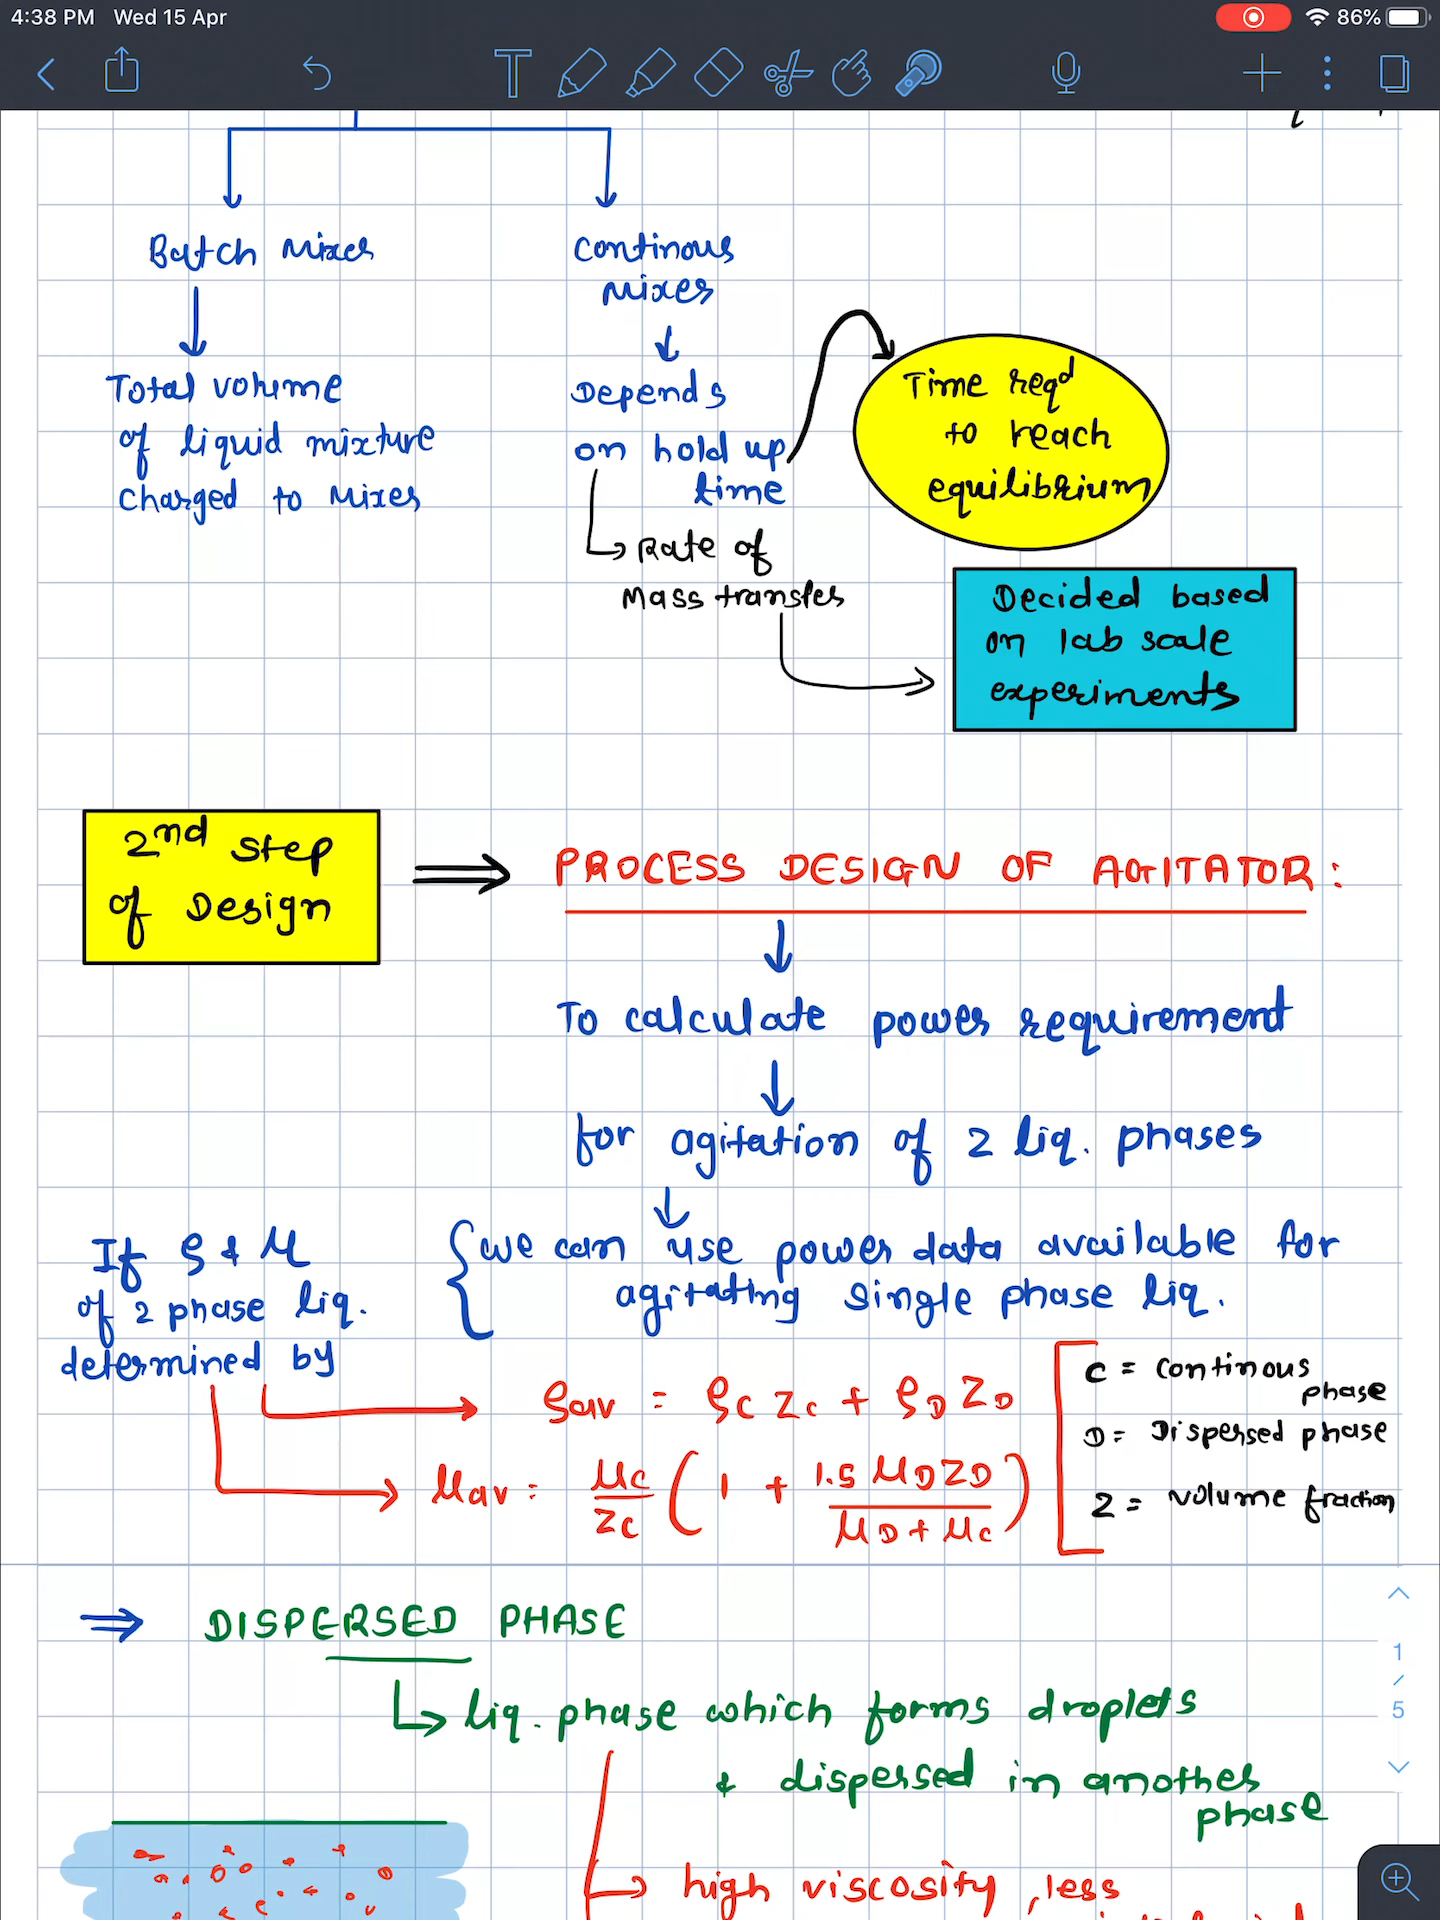 4:38 PM Wed 15 Apr
86%
Batch Mixer
Continous
Mixer
Total volume
of liquid mixture
charged to Mixer
Depends
on hold up
time
Time reqd
to reach
equilibrium
Rate of
Mass transfer
Decided based
on lab scale
experiments
2nd step
of Design
⇒ PROCESS DESIGN OF AGITATOR:
To calculate power requirement
for agitation of 2 liq. phases
{we can use power data available for
agitating single phase liq.
If ρ & μ
of 2 phase liq.
determined by
ρav = ρC ZC + ρD ZD
μav = μC/ZC (1 + 1.5 μD ZD / μD + μC)
C = continous
phase
D = Dispersed phase
Z = volume fraction
⇒ DISPERSED PHASE
liq. phase which forms droplets
& dispersed in another
phase
high viscosity, less
1
/
5